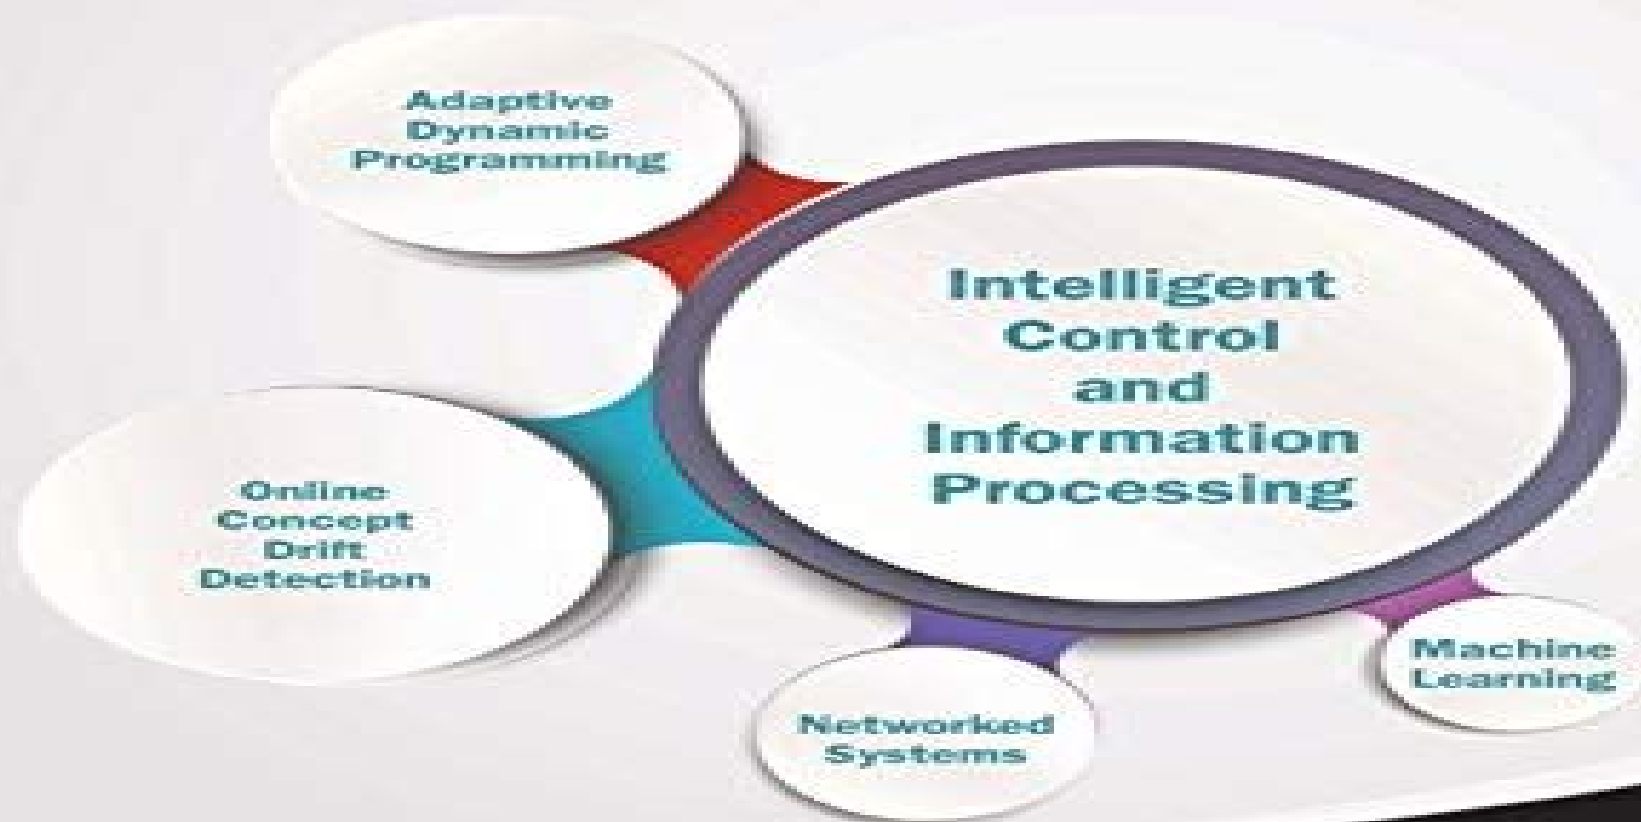 Adaptive
Dynamic
Programming
Intelligent
Control
and
Information
Processing
Online
Concept
Drift
Detection
Networked
Systems
Machine
Learning